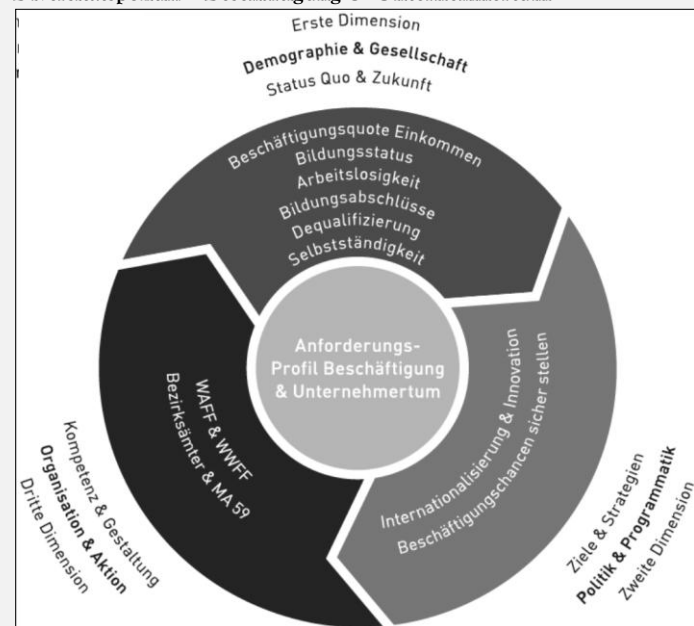 Erste Dimension
Demographie & Gesellschaft
Status Quo & Zukunft
Beschäftigungsquote Einkommen
Bildungsstatus
Arbeitslosigkeit
Bildungsabschlüsse
Dequalifizierung
Selbstständigkeit
Anforderungs-
Profil Beschäftigung
& Unternehmertum
Internationalisierung & Innovation
Beschäftigungschancen sicher stellen
Ziele & Strategien
Politik & Programmatik
Zweite Dimension
WAFF & WWFF
Bezirksämter & MA 59
Kompetenz & Gestaltung
Organisation & Aktion
Dritte Dimension